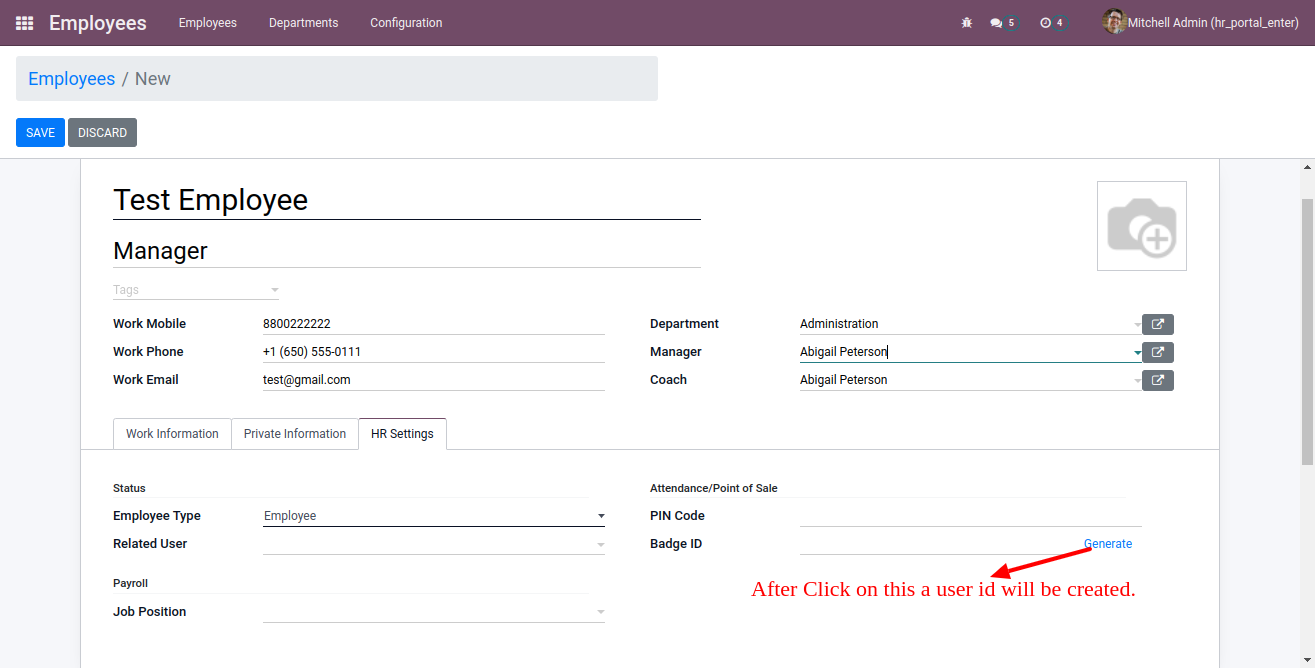 Employees Employees Departments Configuration 5 4 Mitchell Admin (hr_portal_enter)
Employees / New
SAVE DISCARD
Test Employee
Manager
Tags
Work Mobile 8800222222 Department Administration
Work Phone +1 (650) 555-0111 Manager Abigail Peterson
Work Email test@gmail.com Coach Abigail Peterson
Work Information Private Information HR Settings
Status Attendance/Point of Sale
Employee Type Employee PIN Code
Related User Badge ID Generate
Payroll After Click on this a user id will be created.
Job Position